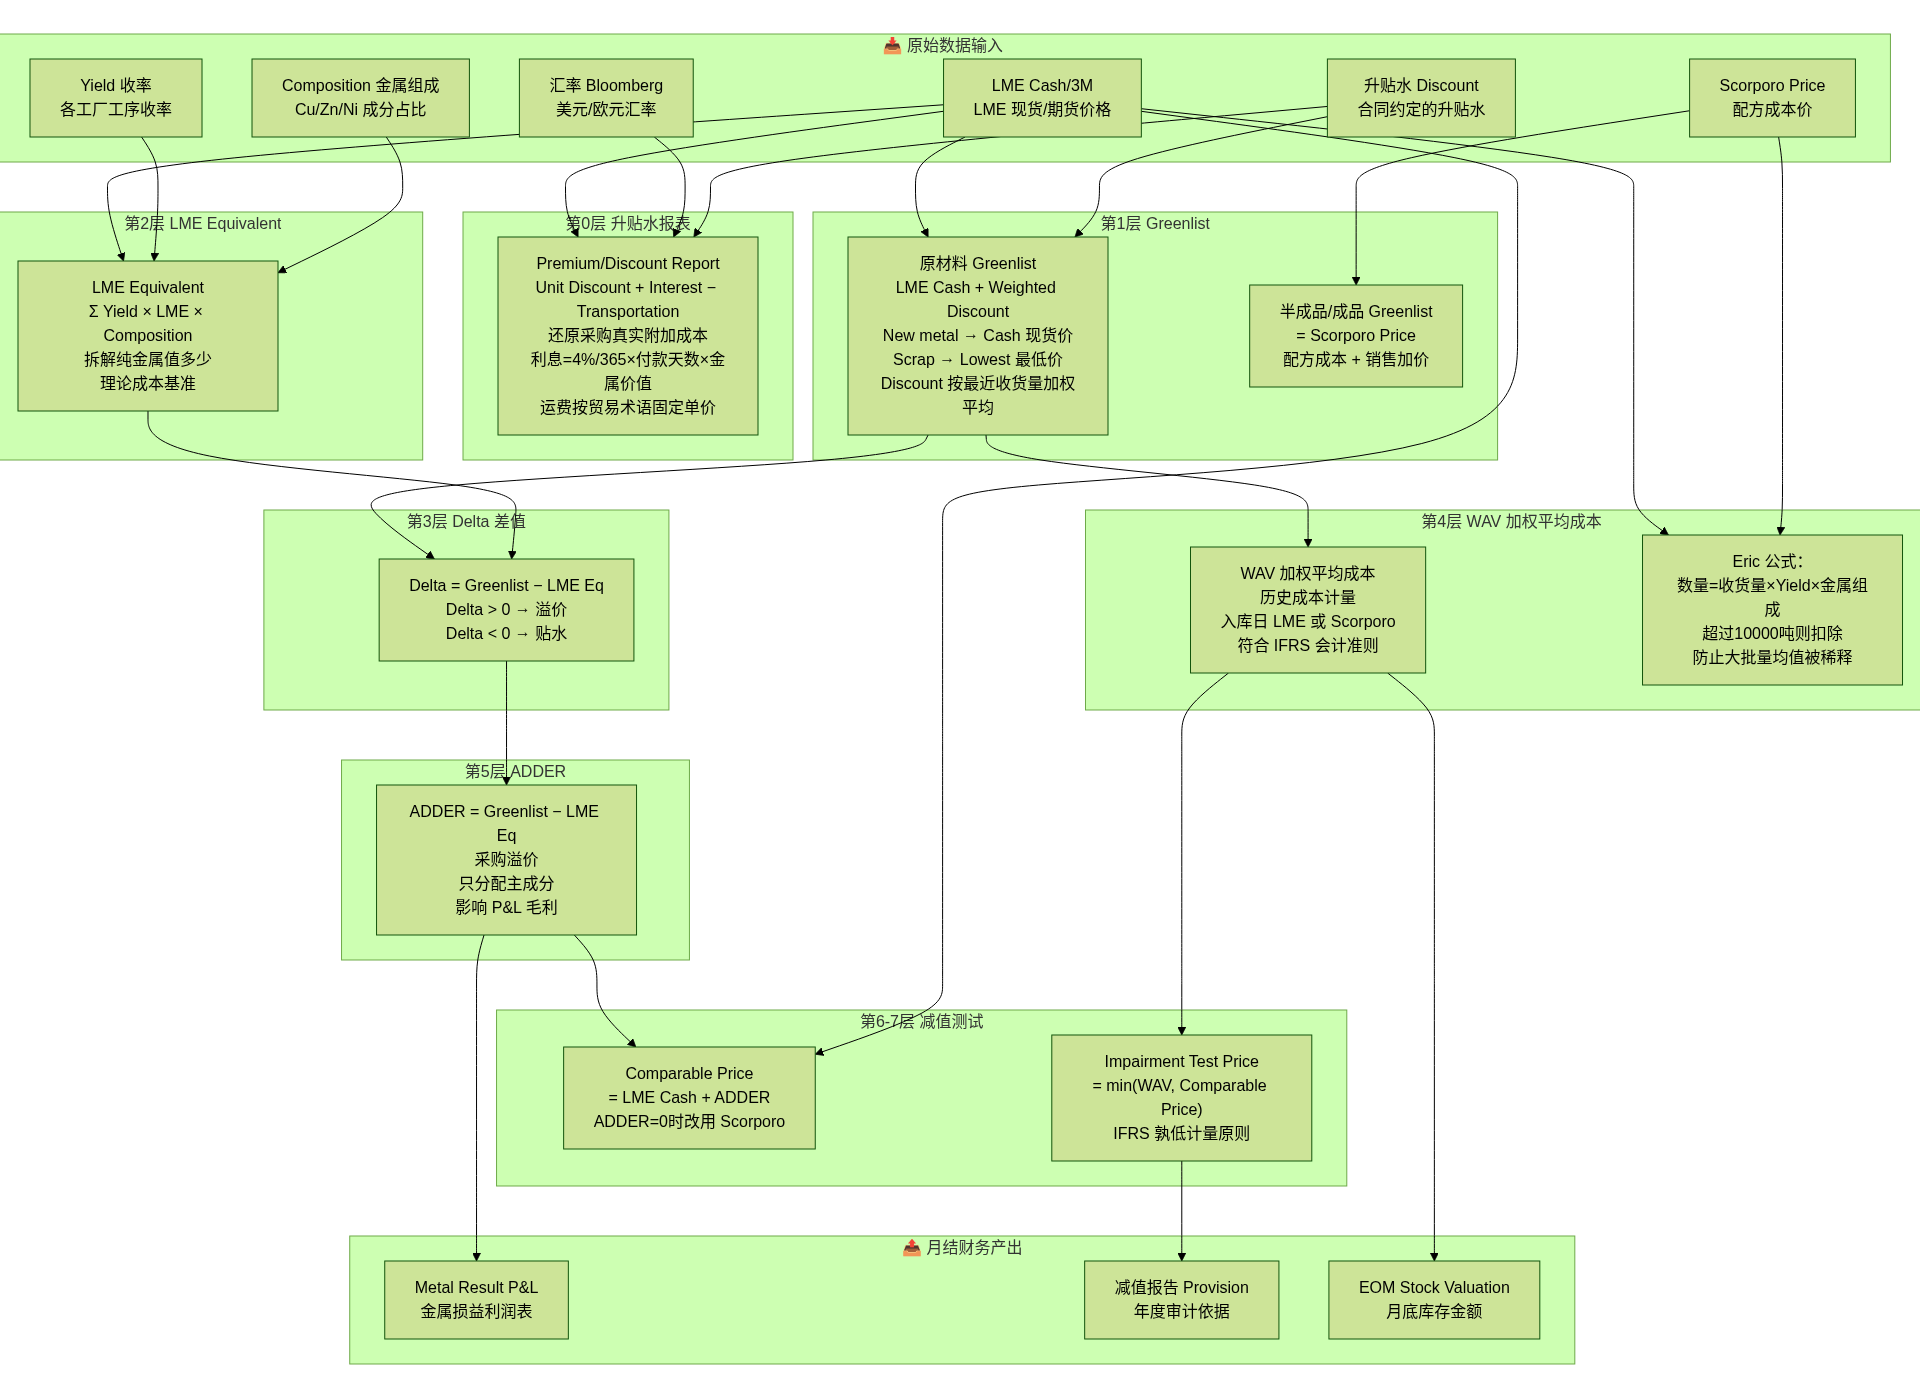 📥 原始数据输入
Yield 收率
各工厂工序收率
Composition 金属组成
Cu/Zn/Ni 成分占比
汇率 Bloomberg
美元/欧元汇率
LME Cash/3M
LME 现货/期货价格
升贴水 Discount
合同约定的升贴水
Scorporo Price
配方成本价
第2层 LME Equivalent
LME Equivalent
Σ Yield × LME ×
Composition
拆解纯金属值多少
理论成本基准
第0层 升贴水报表
Premium/Discount Report
Unit Discount + Interest −
Transportation
还原采购真实附加成本
利息=4%/365×付款天数×金
属价值
运费按贸易术语固定单价
第1层 Greenlist
原材料 Greenlist
LME Cash + Weighted
Discount
New metal → Cash 现货价
Scrap → Lowest 最低价
Discount 按最近收货量加权
平均
半成品/成品 Greenlist
= Scorporo Price
配方成本 + 销售加价
第3层 Delta 差值
Delta = Greenlist − LME Eq
Delta > 0 → 溢价
Delta < 0 → 贴水
第4层 WAV 加权平均成本
WAV 加权平均成本
历史成本计量
入库日 LME 或 Scorporo
符合 IFRS 会计准则
Eric 公式：
数量=收货量×Yield×金属组
成
超过10000吨则扣除
防止大批量均值被稀释
第5层 ADDER
ADDER = Greenlist − LME
Eq
采购溢价
只分配主成分
影响 P&L 毛利
第6-7层 减值测试
Comparable Price
= LME Cash + ADDER
ADDER=0时改用 Scorporo
Impairment Test Price
= min(WAV, Comparable
Price)
IFRS 孰低计量原则
📤 月结财务产出
Metal Result P&L
金属损益利润表
减值报告 Provision
年度审计依据
EOM Stock Valuation
月底库存金额